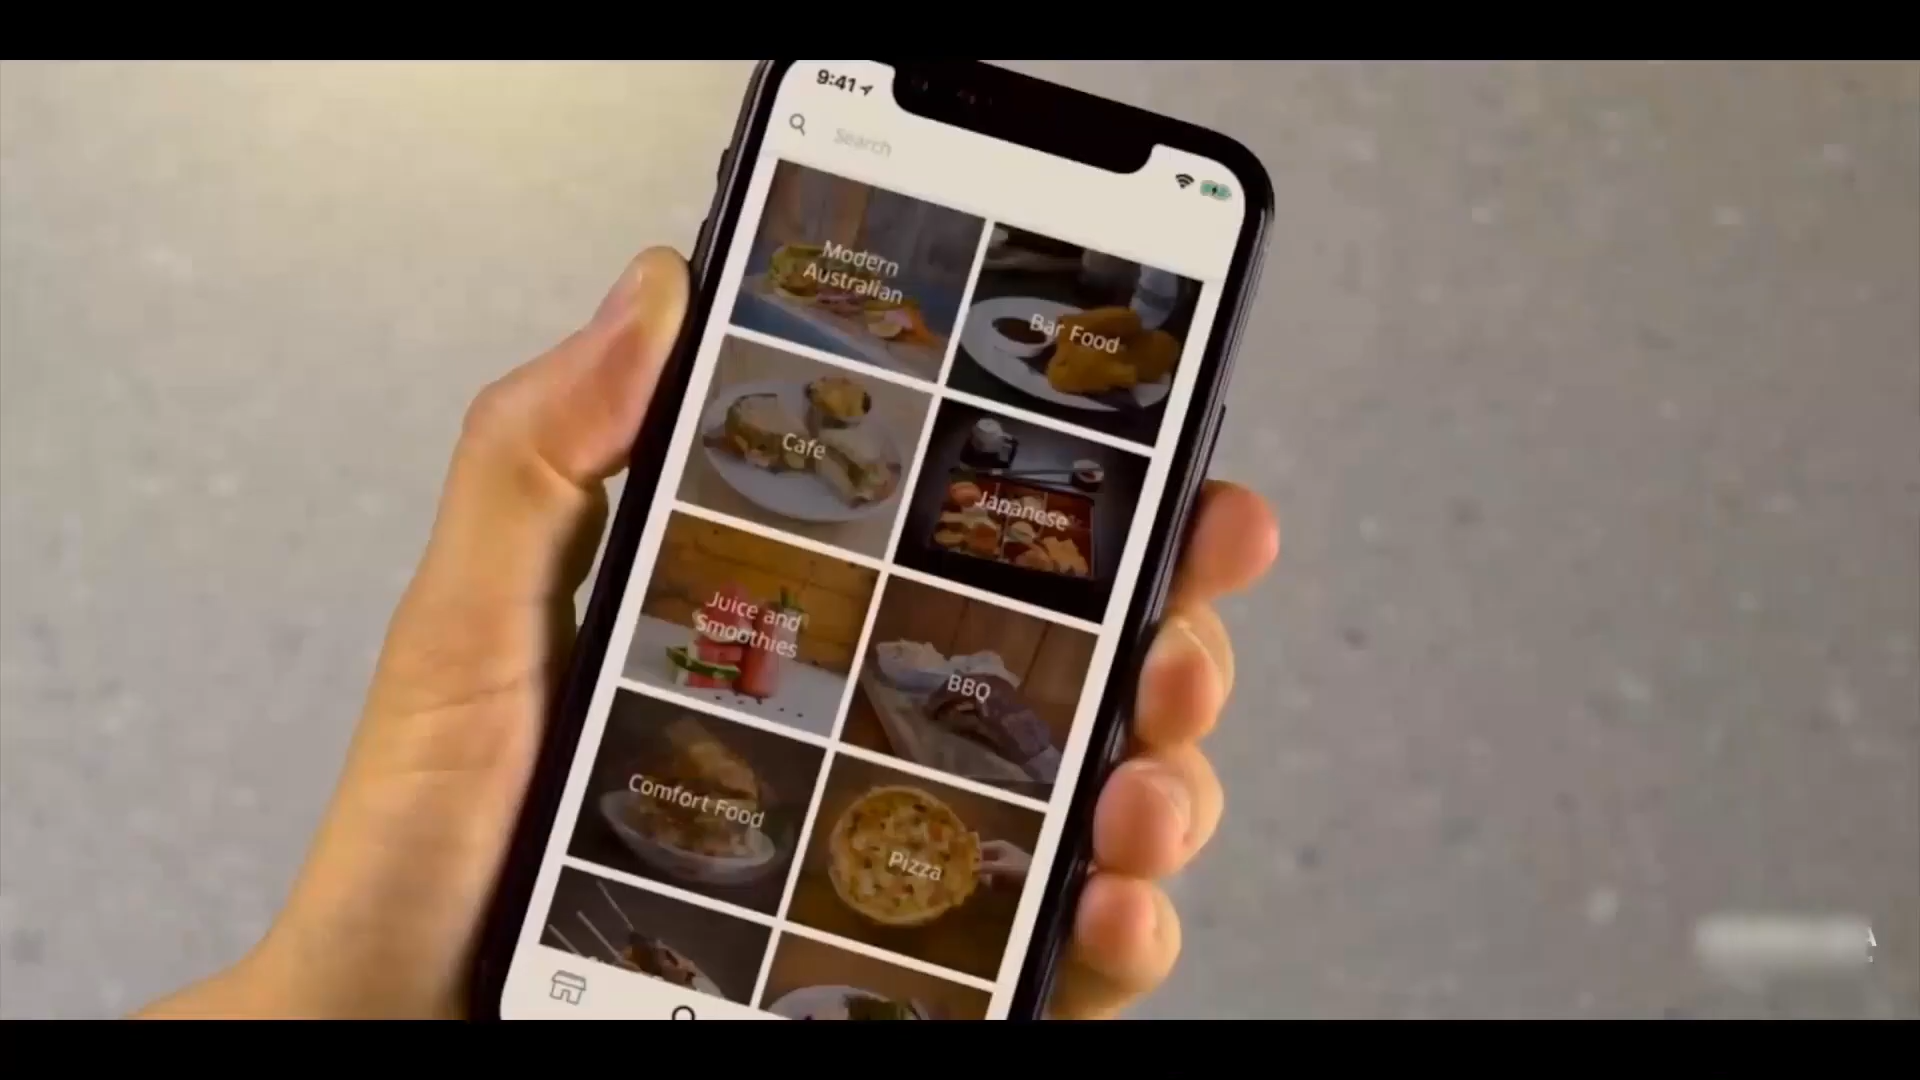 9:41
Search
Modern
Australian
Bar Food
Cafe
Japanese
Juice and
Smoothies
BBQ
Comfort Food
Pizza